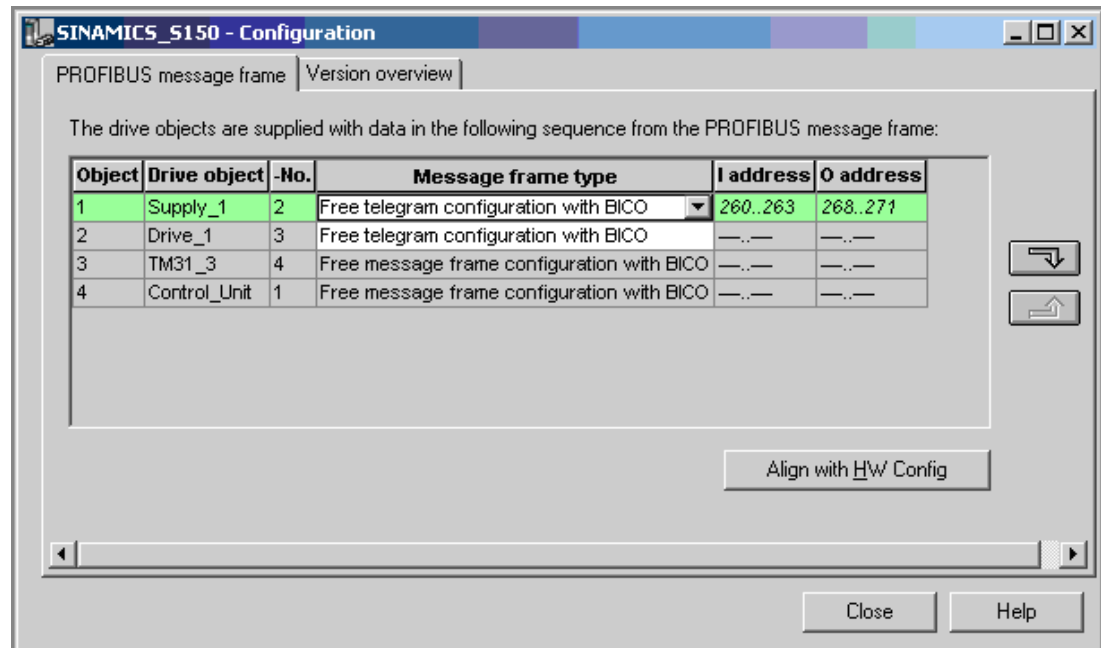 SINAMICS_S150 - Configuration
PROFIBUS message frame Version overview
The drive objects are supplied with data in the following sequence from the PROFIBUS message frame:
Object Drive object -No. Message frame type I address O address
1 Supply_1 2 Free telegram configuration with BICO 260..263 268..271
2 Drive_1 3 Free telegram configuration with BICO —..— —..—
3 TM31_3 4 Free message frame configuration with BICO —..— —..—
4 Control_Unit 1 Free message frame configuration with BICO —..— —..—
Align with HW Config
Close Help